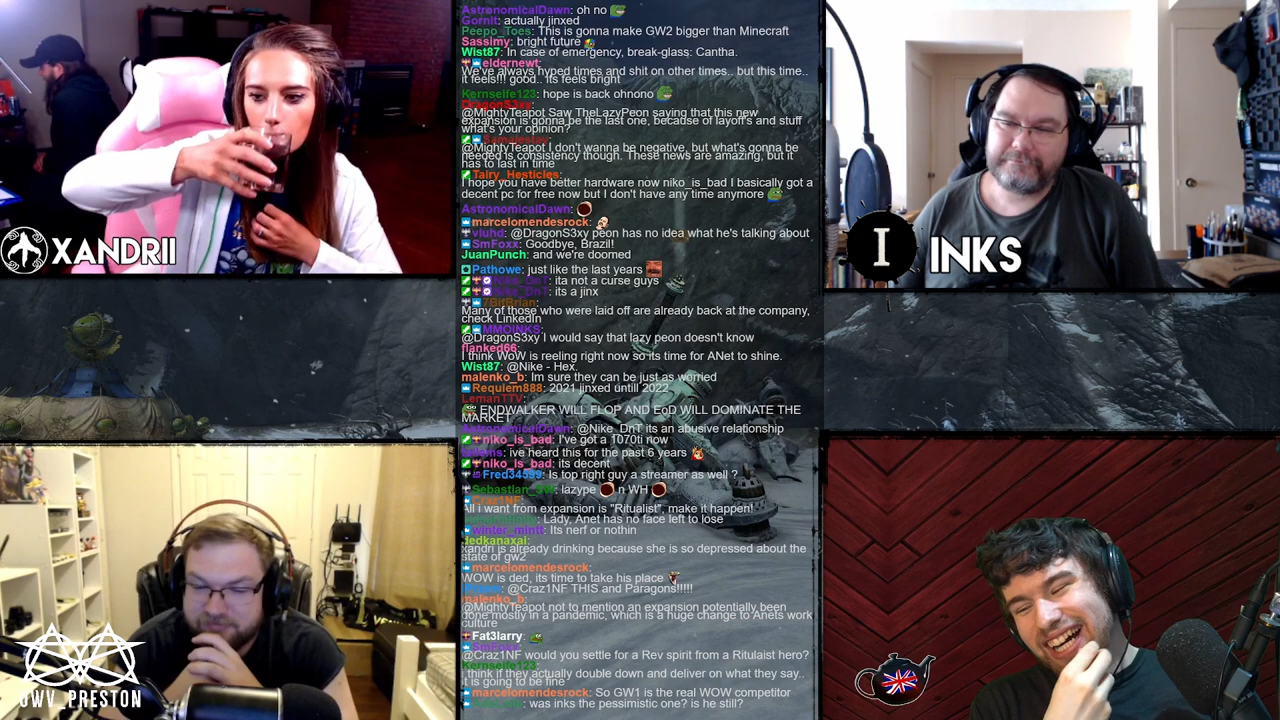 AstronomicalDawn: oh no
Gornit: actually jinxed
Peepo_Toes: This is gonna make GW2 bigger than Minecraft
Sassimy: bright future
Wist87: In case of emergency, break-glass: Cantha.
eldernewt:
We've always hyped times and shit on other times.. but this time..
it feels!!! good.. its feels bright
Kernseife123: hope is back ohnono
DragonS3xy:
@MightyTeapot Saw TheLazyPeon saying that this new
expansion is gonna be the last one, because of layoffs and stuff
what's your opinion?
@MightyTeapot I don't wanna be negative, but what's gonna be
needed is consistency though. These news are amazing, but it
has to last in time
Tairy_Hesticles:
I hope you have better hardware now niko_is_bad I basically got a
decent pc for free now but I don't have any time anymore
AstronomicalDawn:
marcelomendesrock:
viuhd: @DragonS3xy peon has no idea what he's talking about
SmFoxx: Goodbye, Brazil!
JuanPunch: and we're doomed
Pathowe: just like the last years
Nike_DnT: ita not a curse guys
Nike_DnT: its a jinx
7BitBrian:
Many of those who were laid off are already back at the company,
check LinkedIn
MMOINKS:
@DragonS3xy I would say that lazy peon doesn't know
flanked66:
I think WoW is reeling right now so its time for ANet to shine.
Wist87: @Nike - Hex.
malenko_b: Im sure they can be just as worried
Requiem888: 2021 jinxed untill 2022
LemanTTV:
ENDWALKER WILL FLOP AND EoD WILL DOMINATE THE
MARKET
AstronomicalDawn: @Nike_DnT its an abusive relationship
niko_is_bad: I've got a 1070ti now
ive heard this for the past 6 years
niko_is_bad: its decent
Fred34599: Is top right guy a streamer as well ?
lazype n WH
Craz1NF:
All i want from expansion is "Ritualist", make it happen!
Lady, Anet has no face left to lose
winter_mintt: Its nerf or nothin
dedkanaxai:
xandri is already drinking because she is so depressed about the
state of gw2
marcelomendesrock:
WOW is ded, its time to take his place
@Craz1NF THIS and Paragons!!!!!
malenko_b:
@MightyTeapot not to mention an expansion potentially been
done mostly in a pandemic, which is a huge change to Anets work
culture
Fat3larry:
SmFoxx:
@Craz1NF would you settle for a Rev spirit from a Ritulaist hero?
Kernseife123:
i think if they actually double down and deliver on what they say..
it is going to be fine
marcelomendesrock: So GW1 is the real WOW competitor
was inks the pessimistic one? is he still?
XANDRII
I INKS
OWV_PRESTON